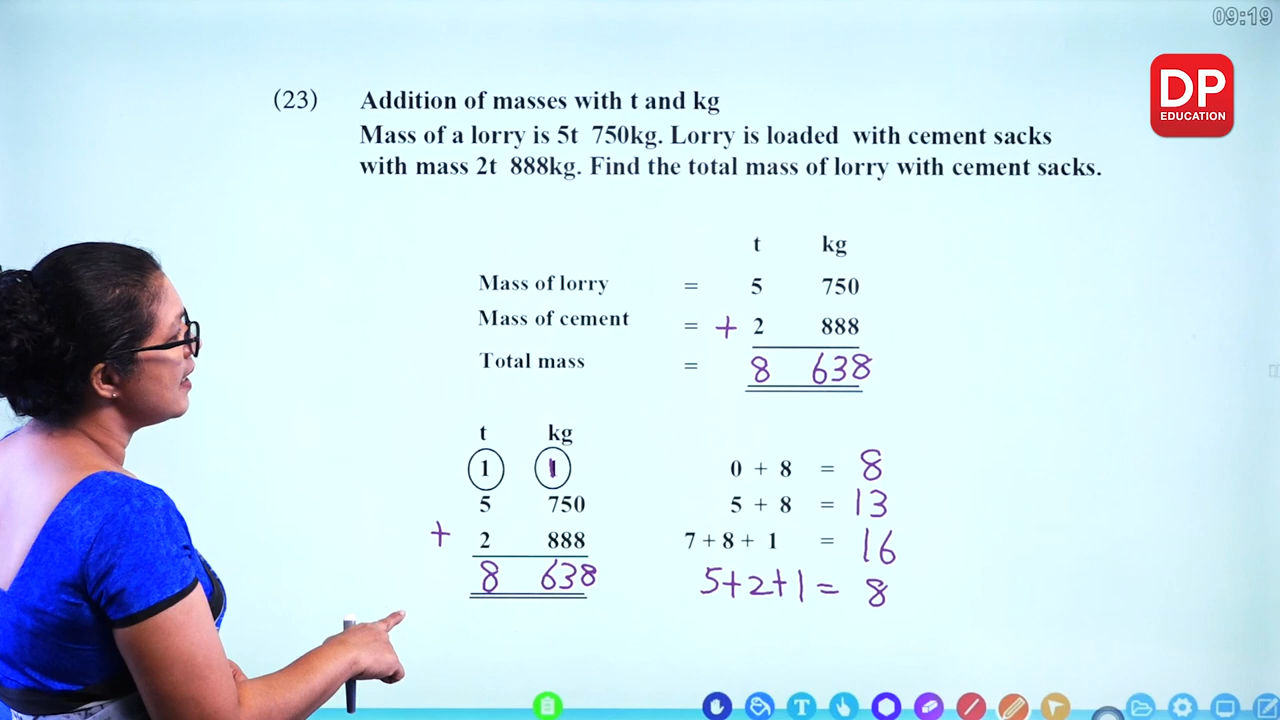 09:19
DP
EDUCATION
(23) Addition of masses with t and kg
Mass of a lorry is 5t 750kg. Lorry is loaded with cement sacks
with mass 2t 888kg. Find the total mass of lorry with cement sacks.
t kg
Mass of lorry = 5 750
Mass of cement = + 2 888
Total mass = 8 638
t kg
1 1
5 750
+ 2 888
8 638
0 + 8 = 8
5 + 8 = 13
7 + 8 + 1 = 16
5+2+1 = 8
T